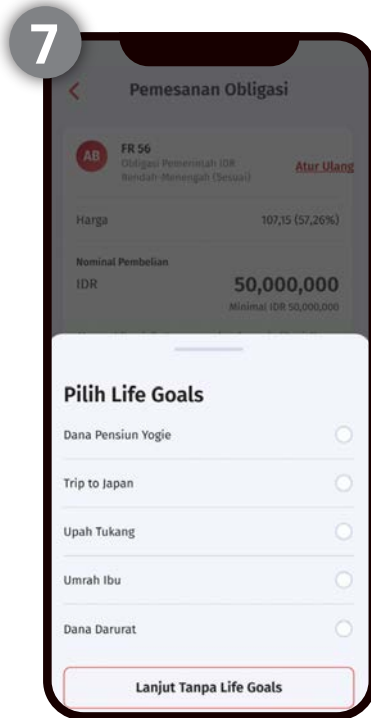 7
Pemesanan Obligasi
AB
FR 56
Obligasi Pemerintah IDR
Rendah-Menengah (Sesuai)
Atur Ulang
Harga
107,15 (57,26%)
Nominal Pembelian
IDR
50,000,000
Minimal IDR 50,000,000
Pilih Life Goals
Dana Pensiun Yogie
Trip to Japan
Upah Tukang
Umrah Ibu
Dana Darurat
Lanjut Tanpa Life Goals